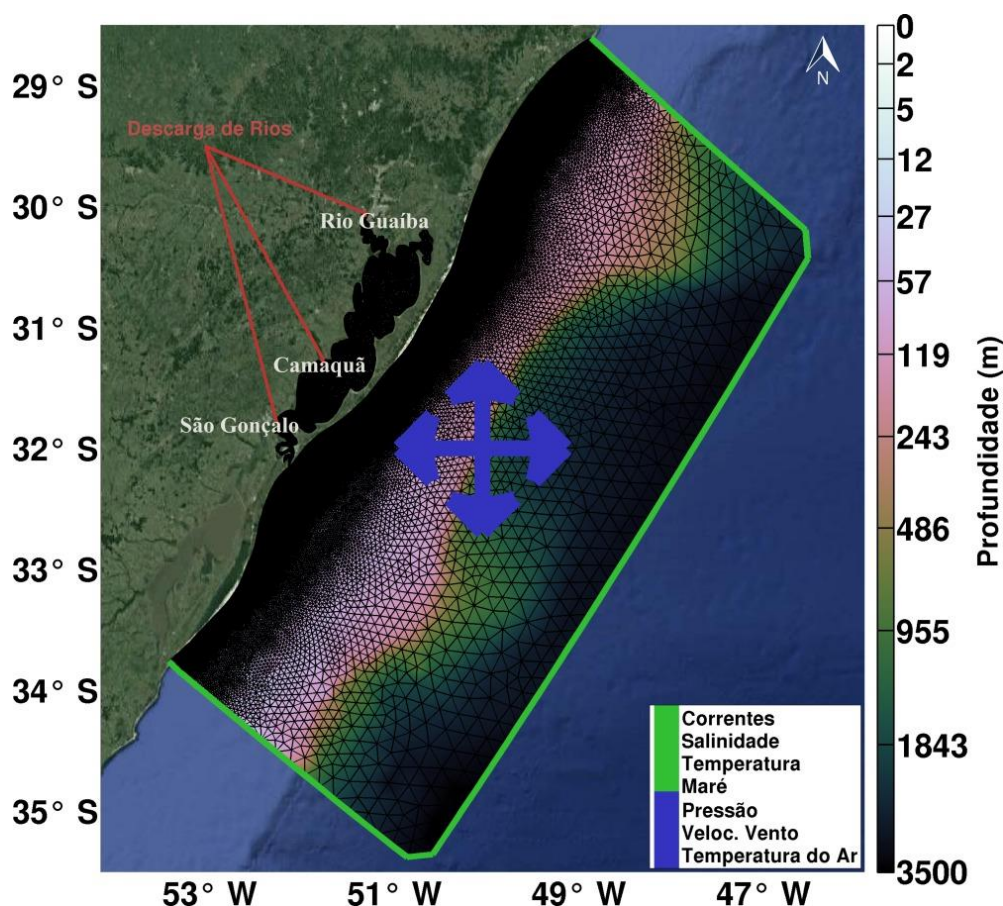 29° S
30° S
31° S
32° S
33° S
34° S
35° S
Descarga de Rios
Rio Guaíba
Camaquã
São Gonçalo
N
0
2
5
12
27
57
119
243
486
955
1843
3500
Profundidade (m)
Correntes
Salinidade
Temperatura
Maré
Pressão
Veloc. Vento
Temperatura do Ar
53° W
51° W
49° W
47° W